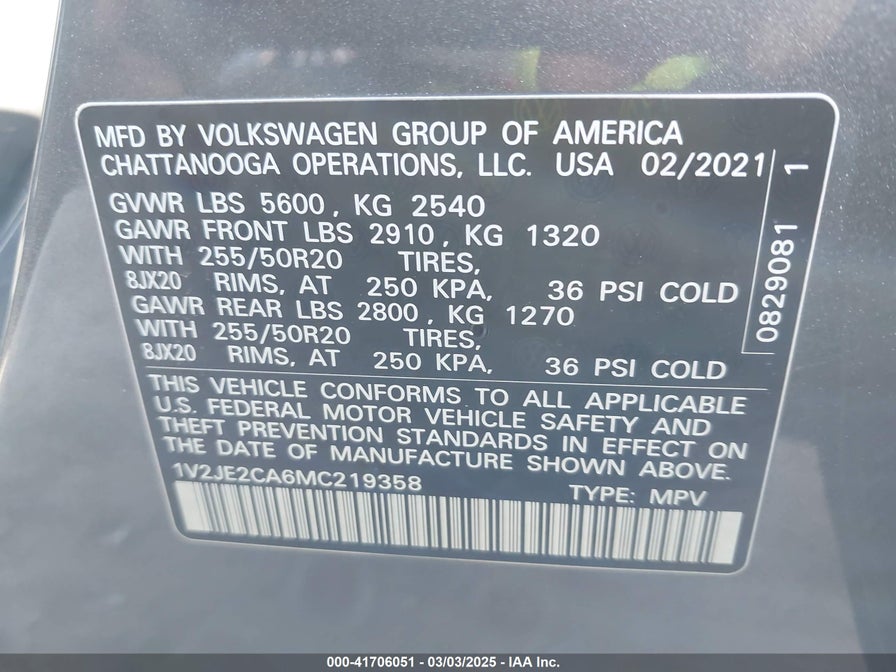 MFD BY VOLKSWAGEN GROUP OF AMERICA
CHATTANOOGA OPERATIONS, LLC. USA 02/2021
GVWR LBS 5600, KG 2540
GAWR FRONT LBS 2910, KG 1320
WITH 255/50R20 TIRES,
8JX20 RIMS, AT 250 KPA, 36 PSI COLD
GAWR REAR LBS 2800, KG 1270
WITH 255/50R20 TIRES,
8JX20 RIMS, AT 250 KPA, 36 PSI COLD
0829081 1
THIS VEHICLE CONFORMS TO ALL APPLICABLE
U.S. FEDERAL MOTOR VEHICLE SAFETY AND
THEFT PREVENTION STANDARDS IN EFFECT ON
THE DATE OF MANUFACTURE SHOWN ABOVE.
1V2JE2CA6MC219358 TYPE: MPV
000-41706051 — 03/03/2025 — IAA Inc.